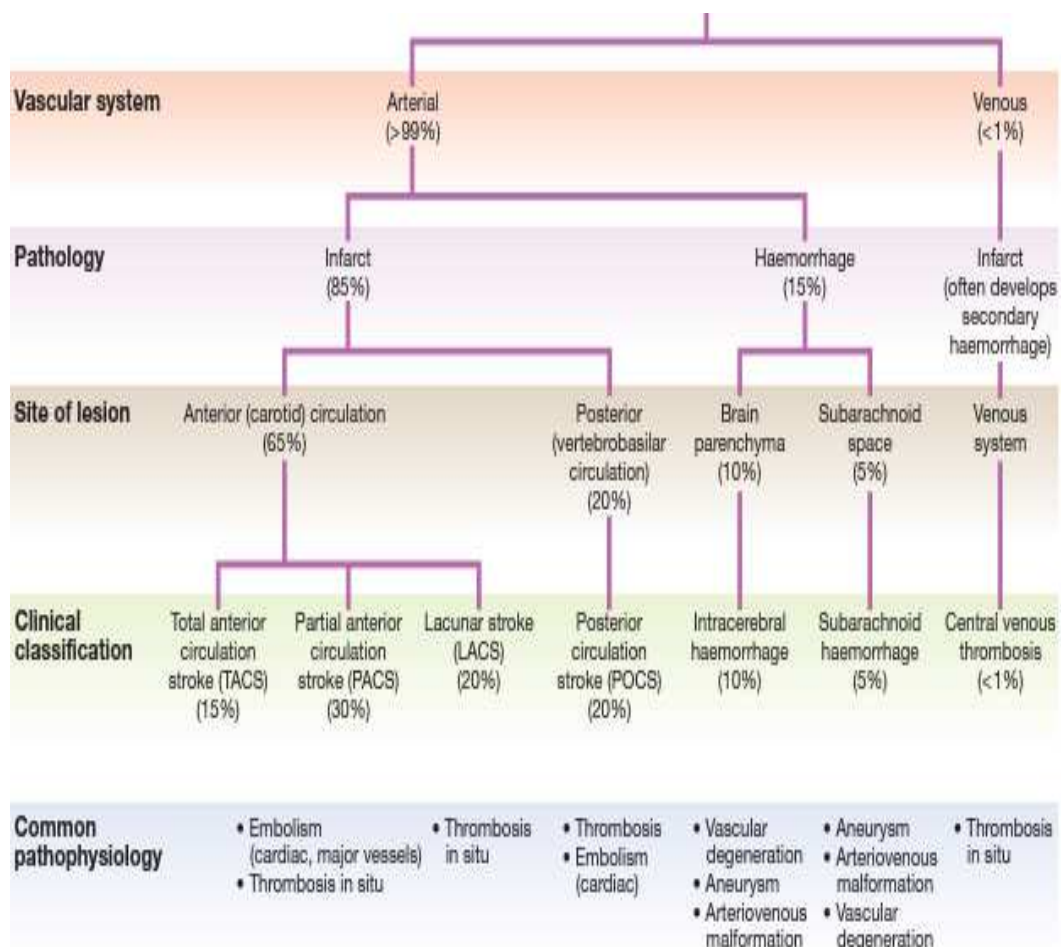 Vascular system
Arterial
(>99%)
Venous
(<1%)
Pathology
Infarct
(85%)
Haemorrhage
(15%)
Infarct
(often develops
secondary
haemorrhage)
Site of lesion
Anterior (carotid) circulation
(65%)
Posterior
(vertebrobasilar
circulation)
(20%)
Brain
parenchyma
(10%)
Subarachnoid
space
(5%)
Venous
system
Clinical
classification
Total anterior
circulation
stroke (TACS)
(15%)
Partial anterior
circulation
stroke (PACS)
(30%)
Lacunar stroke
(LACS)
(20%)
Posterior
circulation
stroke (POCS)
(20%)
Intracerebral
haemorrhage
(10%)
Subarachnoid
haemorrhage
(5%)
Central venous
thrombosis
(<1%)
Common
pathophysiology
• Embolism
(cardiac, major vessels)
• Thrombosis in situ
• Thrombosis
in situ
• Thrombosis
• Embolism
(cardiac)
• Vascular
degeneration
• Aneurysm
• Arteriovenous
malformation
• Aneurysm
• Arteriovenous
malformation
• Vascular
degeneration
• Thrombosis
in situ